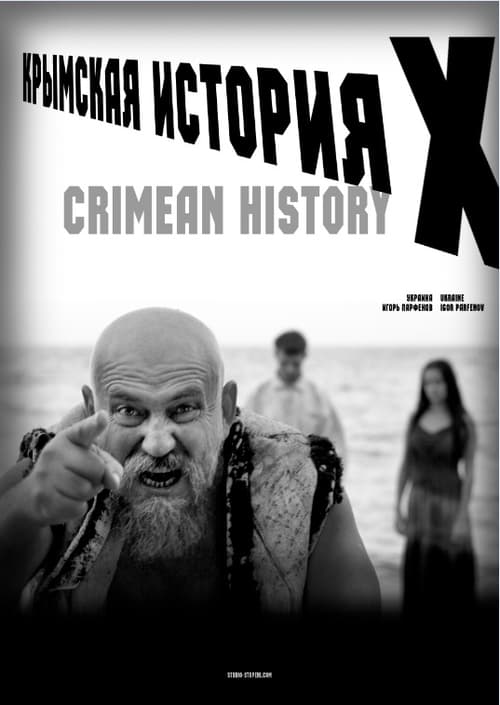 КРЫМСКАЯ ИСТОРИЯ X
CRIMEAN HISTORY
УКРАИНА UKRAINE
ИГОРЬ ПАРФЕНОВ IGOR PARFENOV